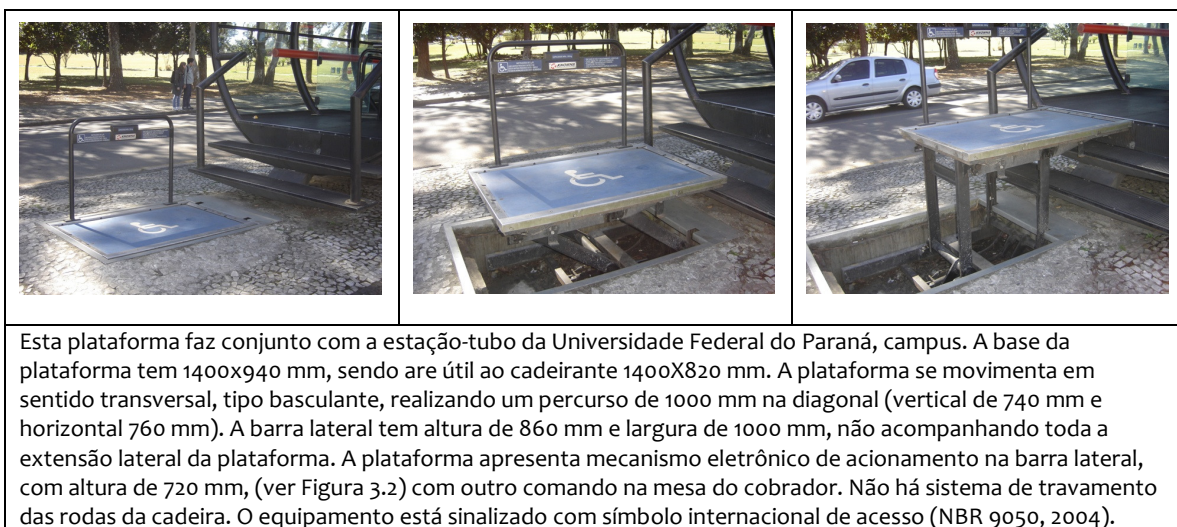 Esta plataforma faz conjunto com a estação-tubo da Universidade Federal do Paraná, campus. A base da
plataforma tem 1400x940 mm, sendo are útil ao cadeirante 1400X820 mm. A plataforma se movimenta em
sentido transversal, tipo basculante, realizando um percurso de 1000 mm na diagonal (vertical de 740 mm e
horizontal 760 mm). A barra lateral tem altura de 860 mm e largura de 1000 mm, não acompanhando toda a
extensão lateral da plataforma. A plataforma apresenta mecanismo eletrônico de acionamento na barra lateral,
com altura de 720 mm, (ver Figura 3.2) com outro comando na mesa do cobrador. Não há sistema de travamento
das rodas da cadeira. O equipamento está sinalizado com símbolo internacional de acesso (NBR 9050, 2004).